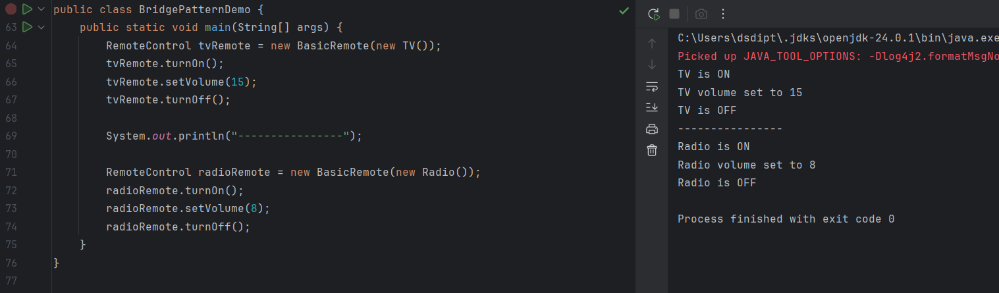 public class BridgePatternDemo {
63 public static void main(String[] args) {
64 RemoteControl tvRemote = new BasicRemote(new TV());
65 tvRemote.turnOn();
66 tvRemote.setVolume(15);
67 tvRemote.turnOff();
68
69 System.out.println("----------------");
70
71 RemoteControl radioRemote = new BasicRemote(new Radio());
72 radioRemote.turnOn();
73 radioRemote.setVolume(8);
74 radioRemote.turnOff();
75 }
76 }
77
C:\Users\dsdipt\.jdks\openjdk-24.0.1\bin\java.exe
Picked up JAVA_TOOL_OPTIONS: -Dlog4j2.formatMsgNo
TV is ON
TV volume set to 15
TV is OFF
----------------
Radio is ON
Radio volume set to 8
Radio is OFF
Process finished with exit code 0